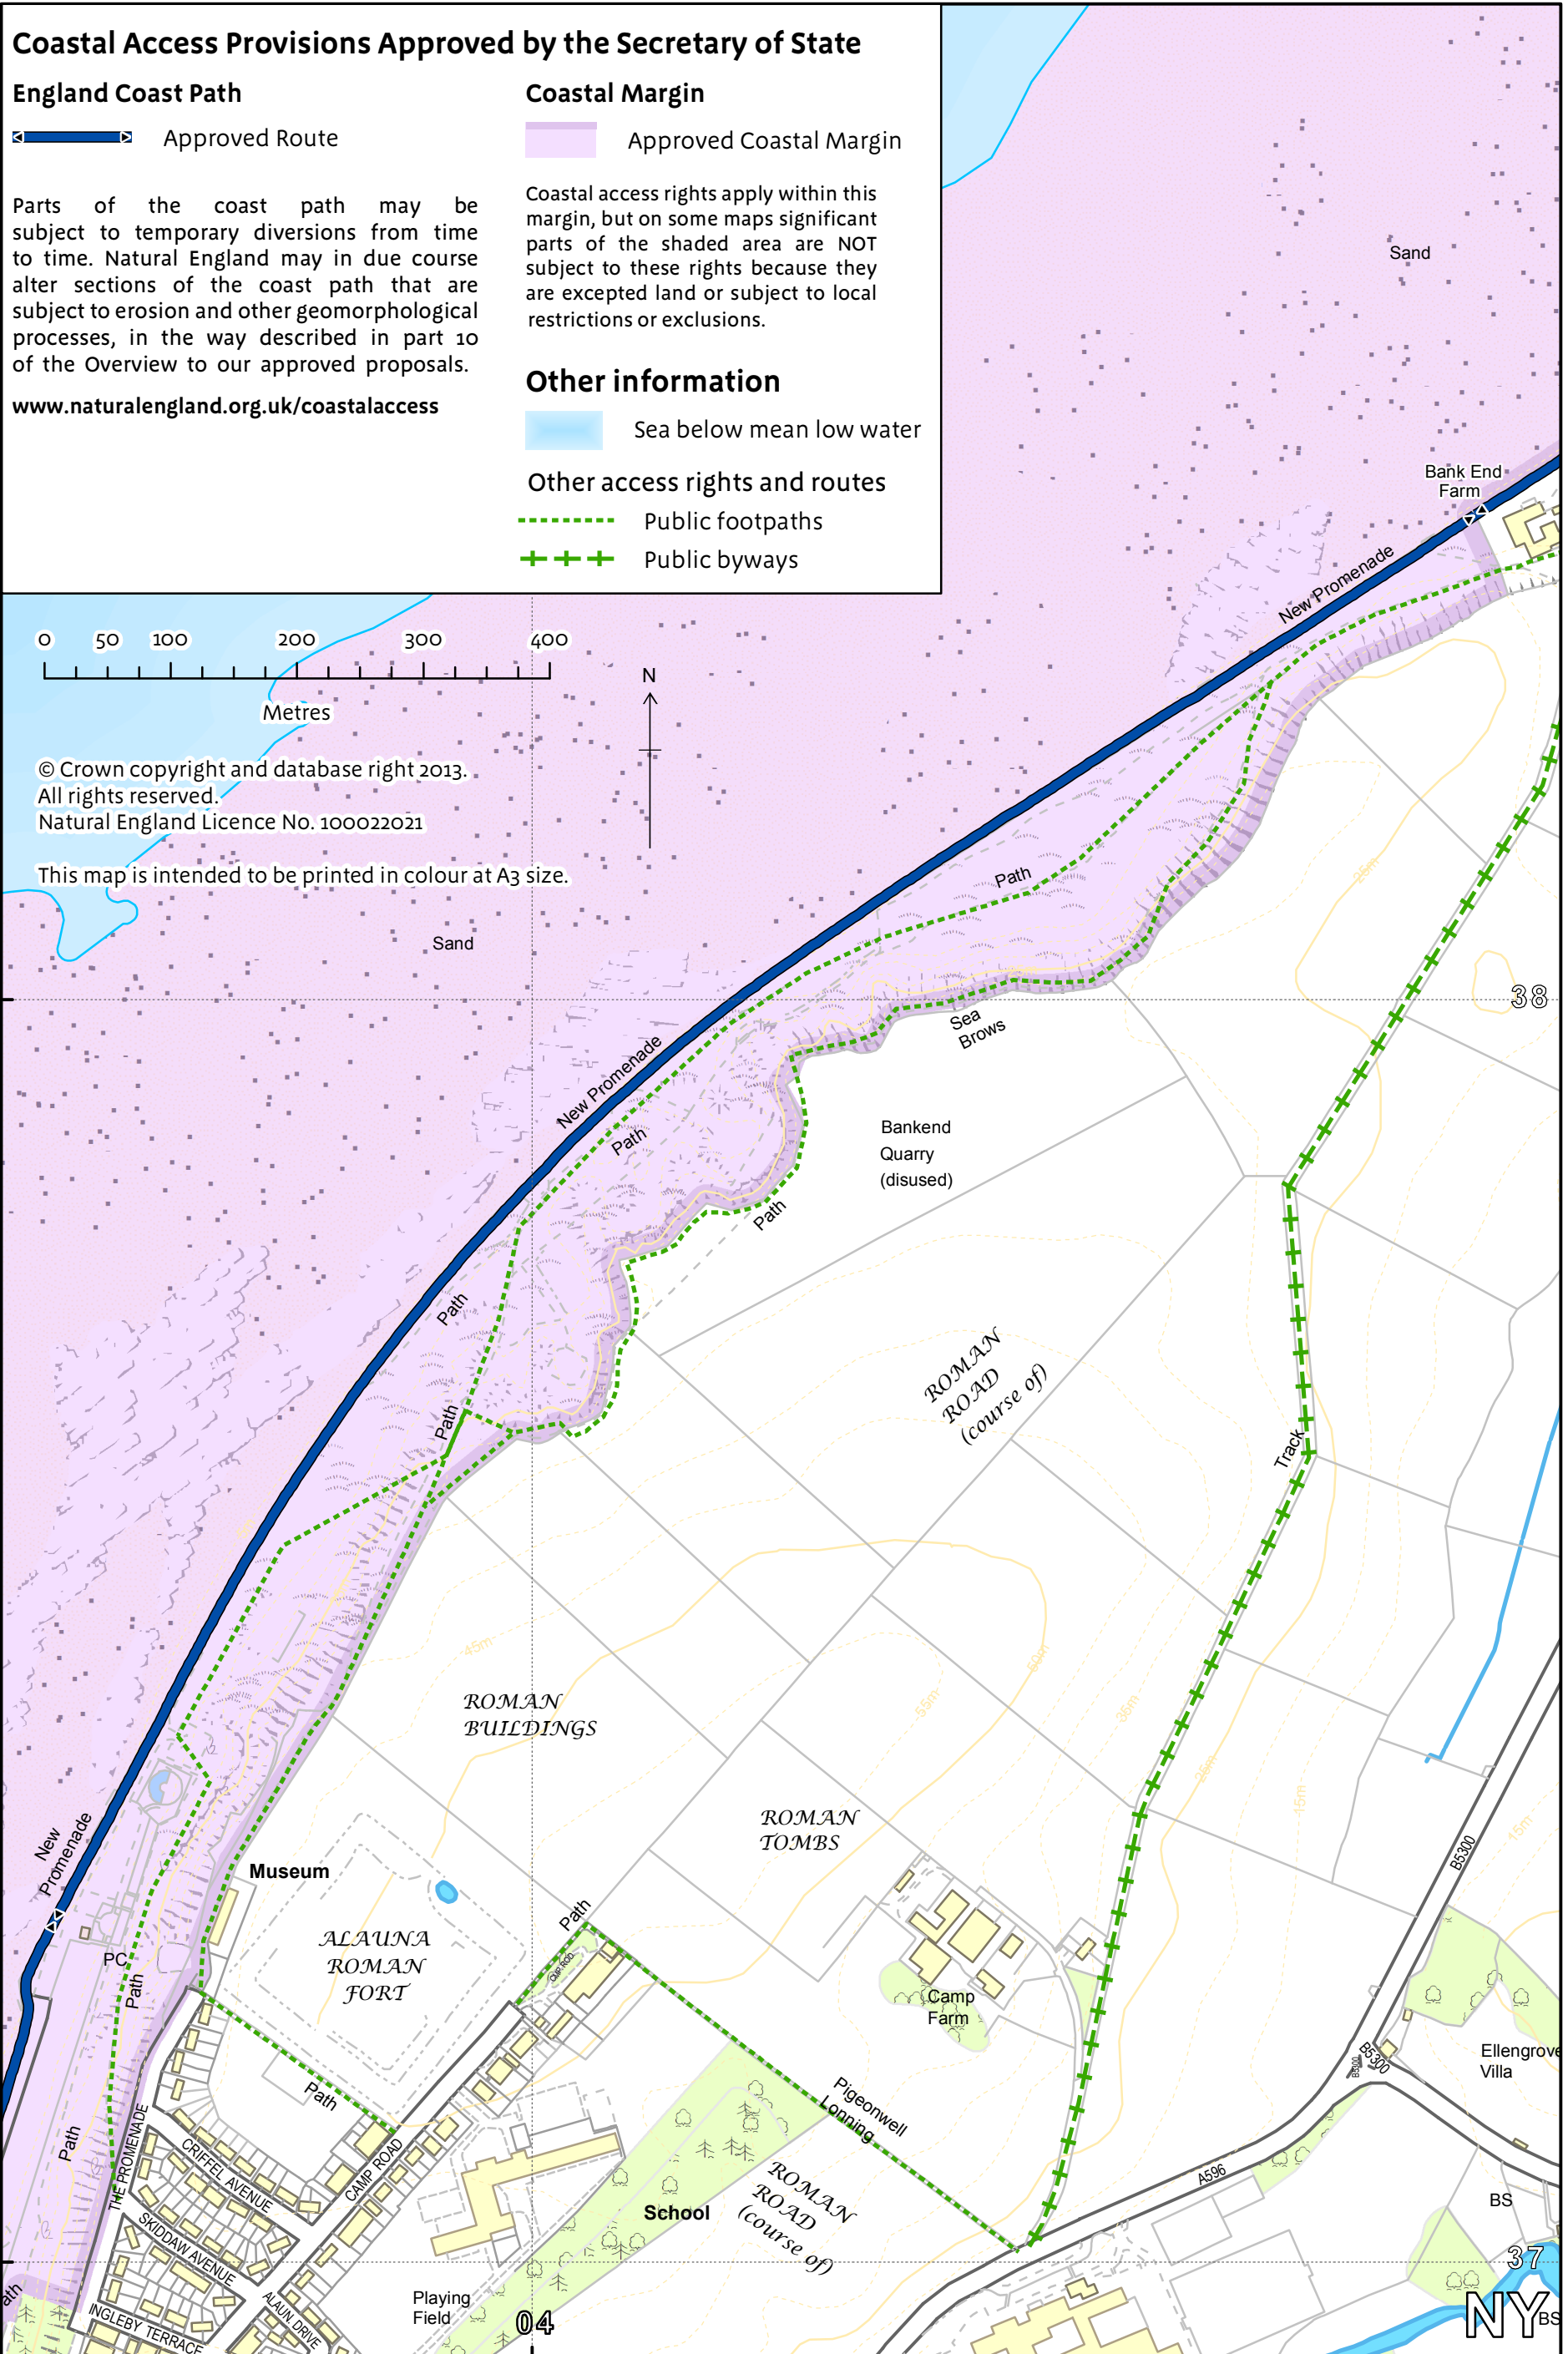 Coastal Access Provisions Approved by the Secretary of State
England Coast Path
Approved Route
Parts of the coast path may be
subject to temporary diversions from time
to time. Natural England may in due course
alter sections of the coast path that are
subject to erosion and other geomorphological
processes, in the way described in part 10
of the Overview to our approved proposals.
www.naturalengland.org.uk/coastalaccess
Coastal Margin
Approved Coastal Margin
Coastal access rights apply within this
margin, but on some maps significant
parts of the shaded area are NOT
subject to these rights because they
are excepted land or subject to local
restrictions or exclusions.
Other information
Sea below mean low water
Other access rights and routes
Public footpaths
Public byways
0 50 100 200 300 400
Metres
N
© Crown copyright and database right 2013.
All rights reserved.
Natural England Licence No. 100022021
This map is intended to be printed in colour at A3 size.
Sand
Bank End
Farm
New Promenade
25m
Path
Sand
38
Sea
Brows
New Promenade
Path
Bankend
Quarry
(disused)
Path
Path
ROMAN
ROAD
(course of)
Path
Track
45m
50m
55m
35m
25m
15m
15m
ROMAN
BUILDINGS
ROMAN
TOMBS
New
Promenade
Museum
B5300
ALAUNA
ROMAN
FORT
Path
PC
Path
Camp
Farm
Ellengrove
Villa
B5300
B5300
Path
Pigeonwell
Lonning
Path
THE PROMENADE
CRIFFEL AVENUE
CAMP ROAD
A596
School
ROMAN
ROAD
(course of)
BS
SKIDDAW AVENUE
37
ath
Playing
Field
ALAUN DRIVE
INGLEBY TERRACE
04
NY
BS